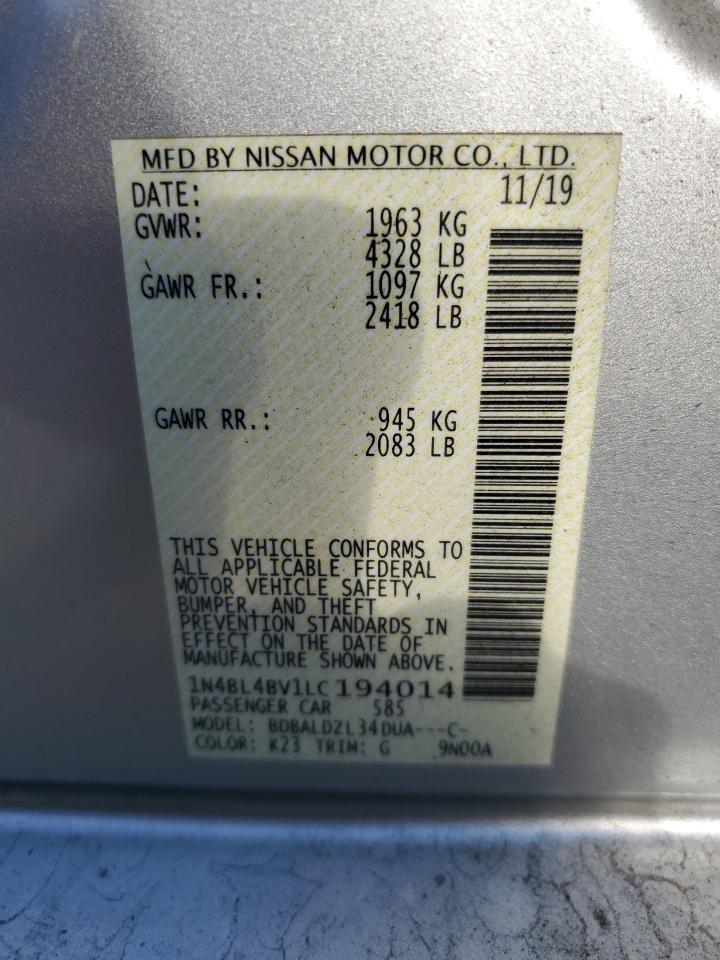 MFD BY NISSAN MOTOR CO., LTD.
DATE: 11/19
GVWR: 1963 KG
4328 LB
GAWR FR.: 1097 KG
2418 LB
GAWR RR.: 945 KG
2083 LB
THIS VEHICLE CONFORMS TO
ALL APPLICABLE FEDERAL
MOTOR VEHICLE SAFETY,
BUMPER, AND THEFT
PREVENTION STANDARDS IN
EFFECT ON THE DATE OF
MANUFACTURE SHOWN ABOVE.
1N4BL4BV1LC194014
PASSENGER CAR 585
MODEL: BDBALDZL34DUA---C-
COLOR: K23 TRIM: G 9N00A